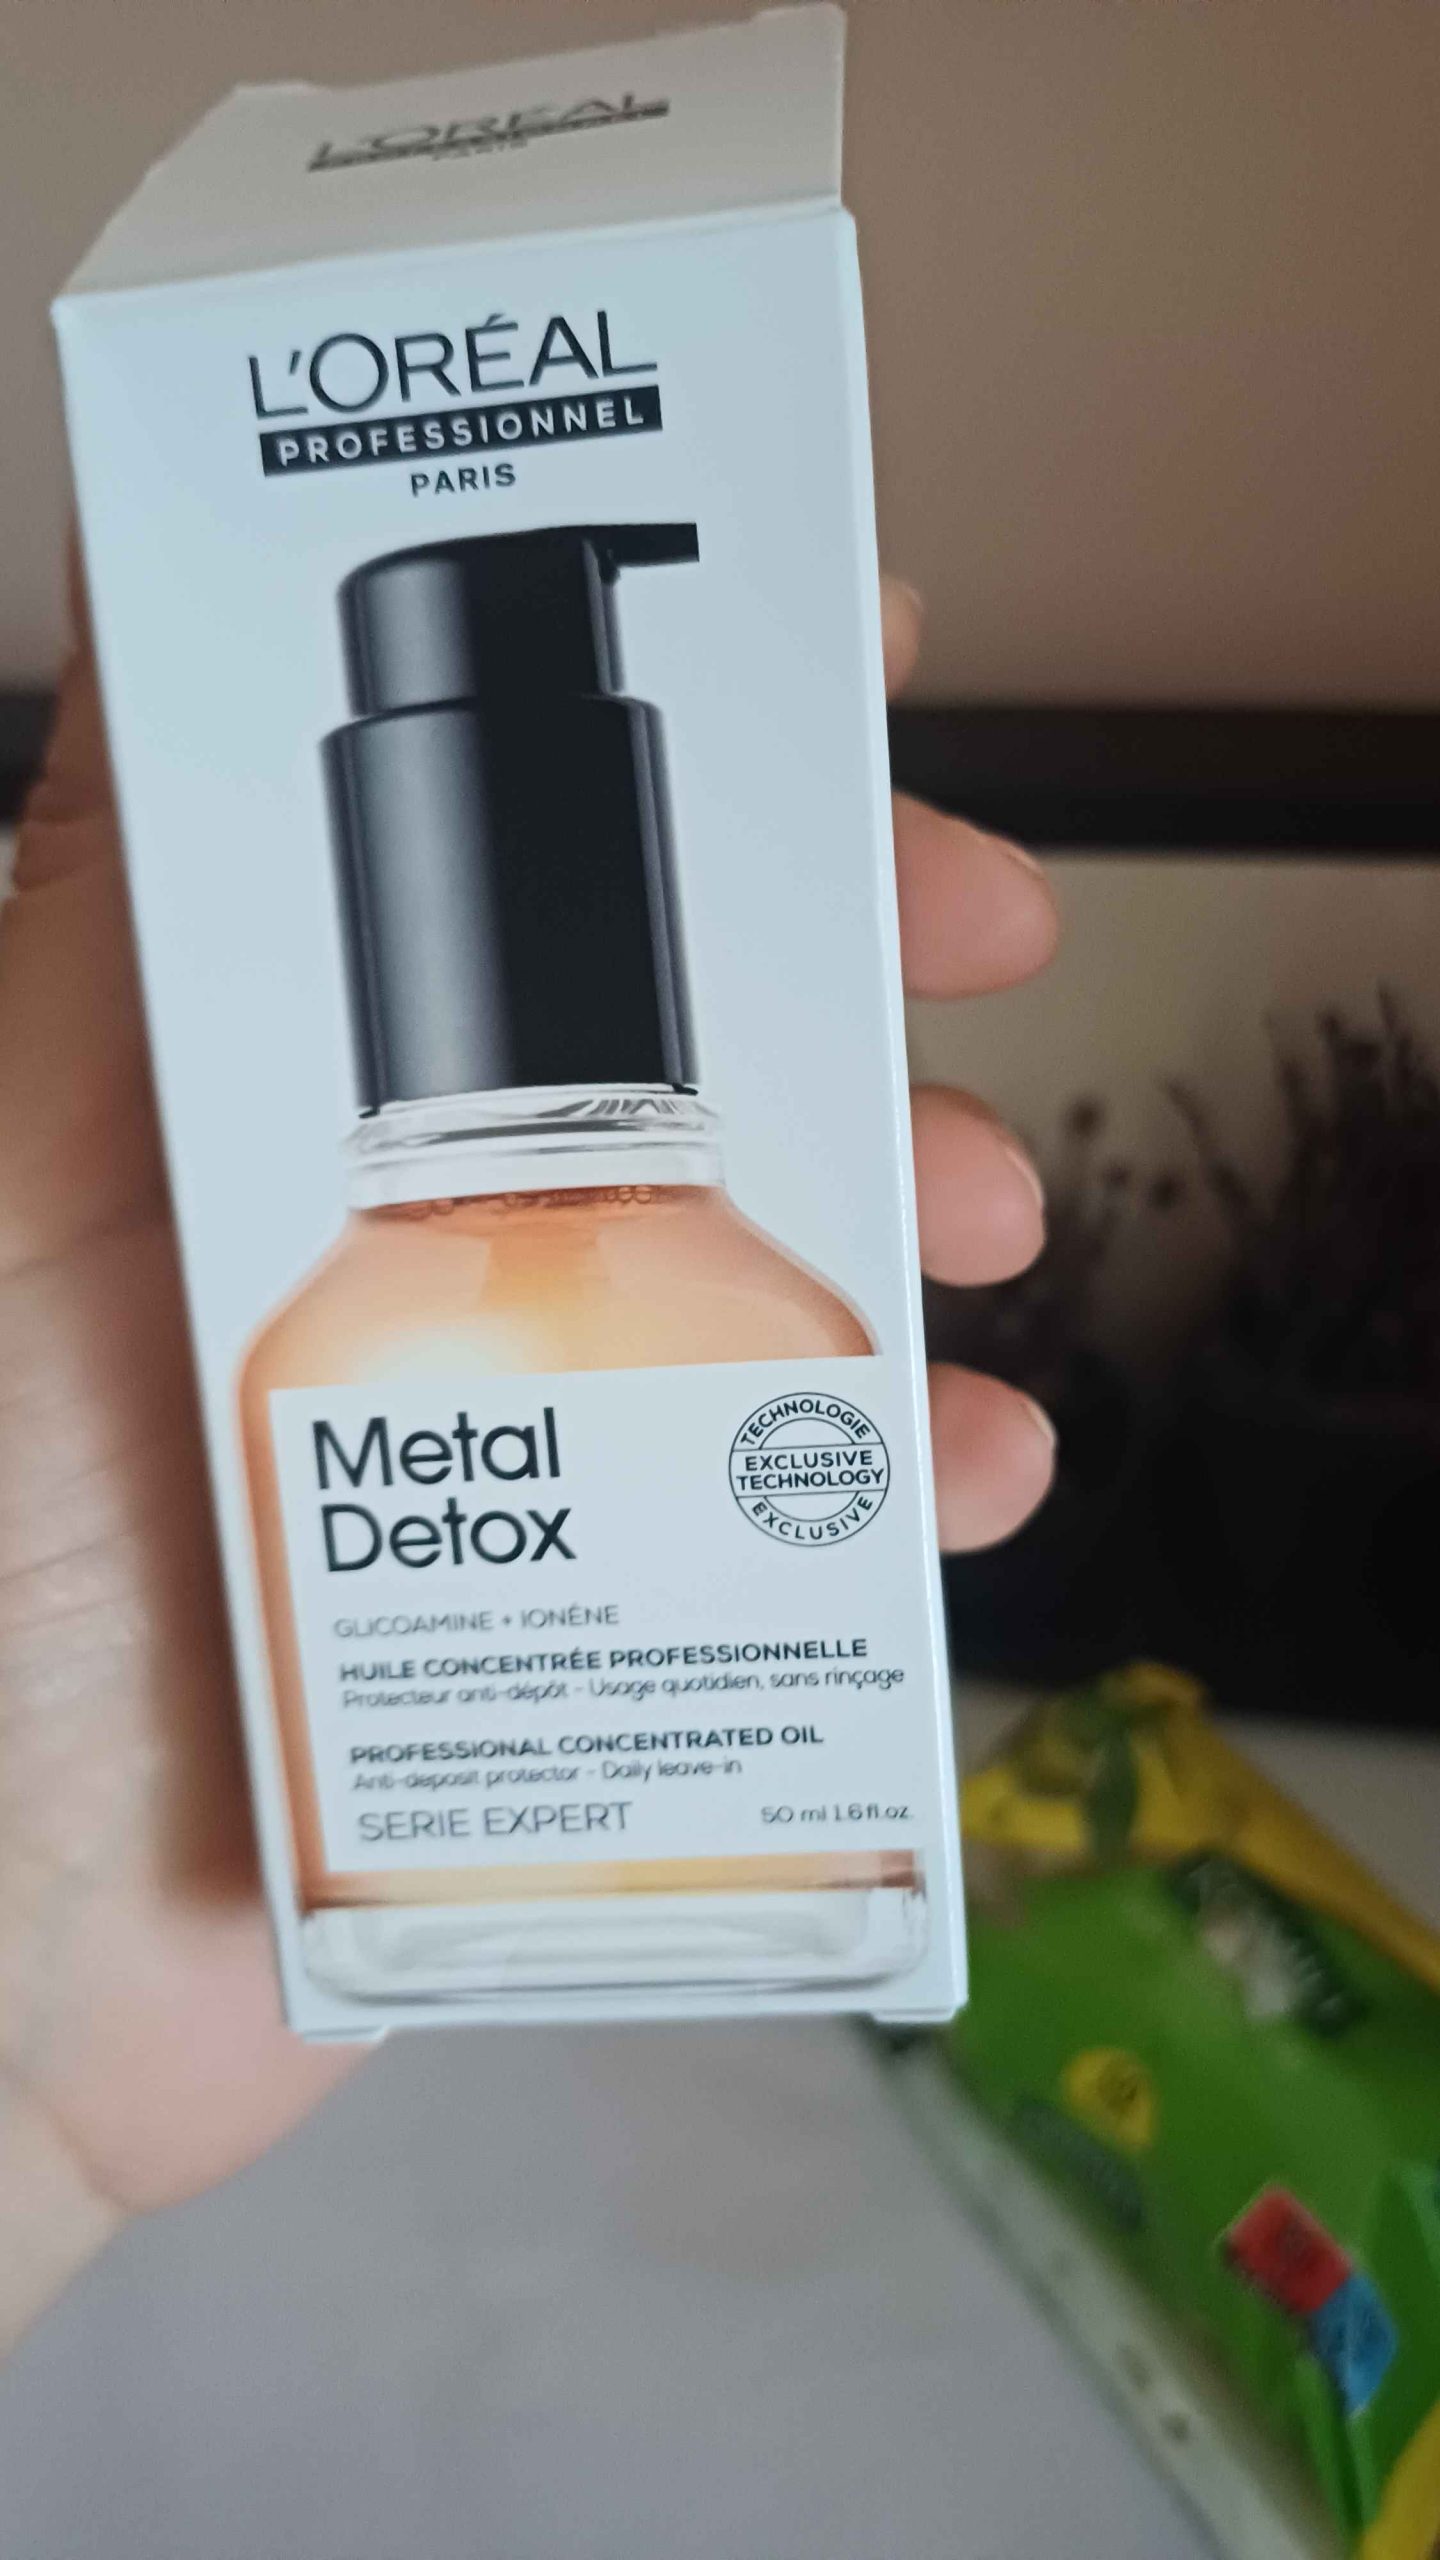 L'ORÉAL
PARIS
L'ORÉAL
PROFESSIONNEL
PARIS
Metal
Detox
TECHNOLOGIE
EXCLUSIVE
TECHNOLOGY
EXCLUSIVE
GLICOAMINE + IONÈNE
HUILE CONCENTRÉE PROFESSIONNELLE
Protecteur anti-dépôt - Usage quotidien, sans rinçage
PROFESSIONAL CONCENTRATED OIL
Anti-deposit protector - Daily leave-in
SERIE EXPERT
50 ml 1.6 fl.oz.